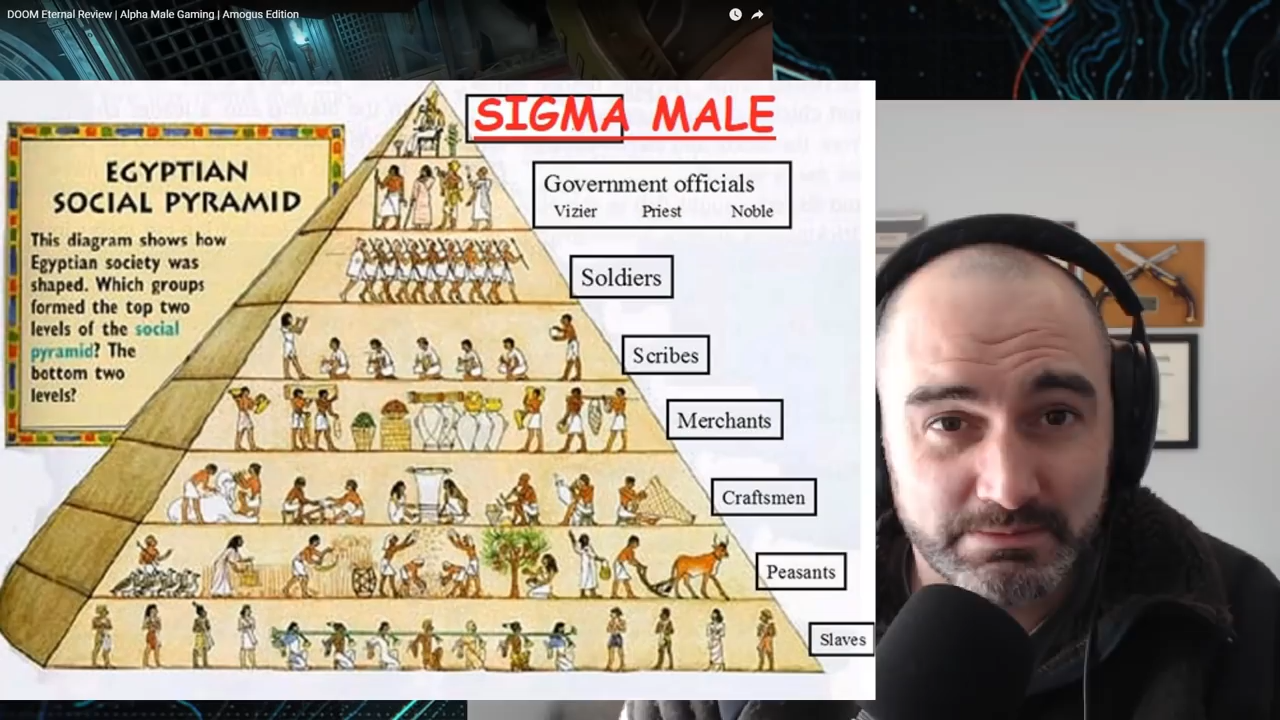 DOOM Eternal Review | Alpha Male Gaming | Amogus Edition
SIGMA MALE
EGYPTIAN
SOCIAL PYRAMID
This diagram shows how
Egyptian society was
shaped. Which groups
formed the top two
levels of the social
pyramid? The
bottom two
levels?
Government officials
Vizier Priest Noble
Soldiers
Scribes
Merchants
Craftsmen
Peasants
Slaves